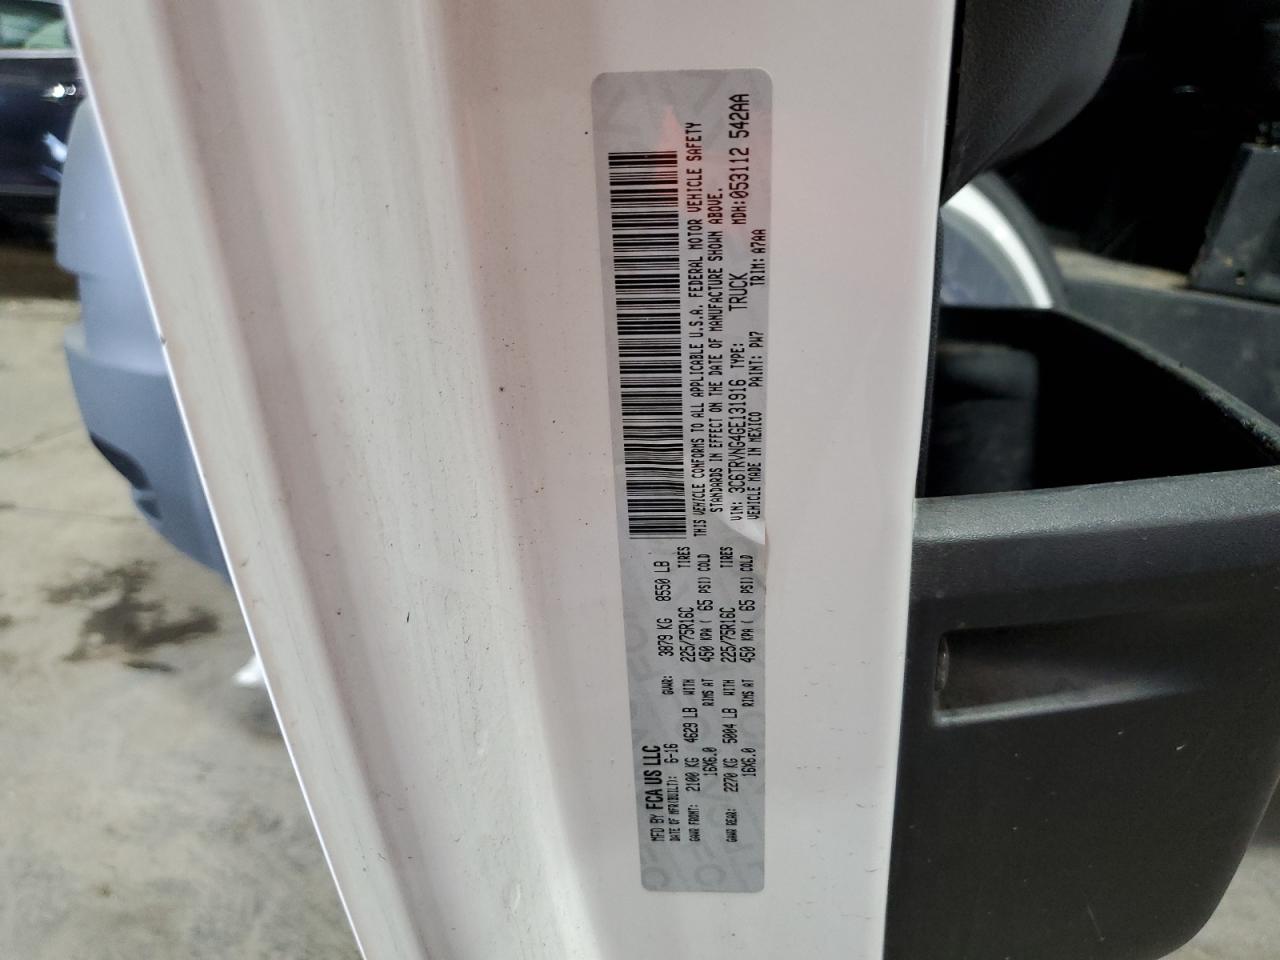 MFD BY FCA US LLC
DATE OF MFR(BUILT): 6-16 GVWR: 3879 KG 8550 LB
GAWR FRONT: 2100 KG 4629 LB WITH 225/75R16C TIRES
16X6.0 RIMS AT 450 KPA ( 65 PSI) COLD
GAWR REAR: 2270 KG 5004 LB WITH 225/75R16C TIRES
16X6.0 RIMS AT 450 KPA ( 65 PSI) COLD
THIS VEHICLE CONFORMS TO ALL APPLICABLE U.S.A. FEDERAL MOTOR VEHICLE SAFETY
STANDARDS IN EFFECT ON THE DATE OF MANUFACTURE SHOWN ABOVE.
VIN: 3C6TRVNG4GE131916 TYPE: TRUCK MDH:053112 542AA
VEHICLE MADE IN MEXICO PAINT: PW7 TRIM: A7AA